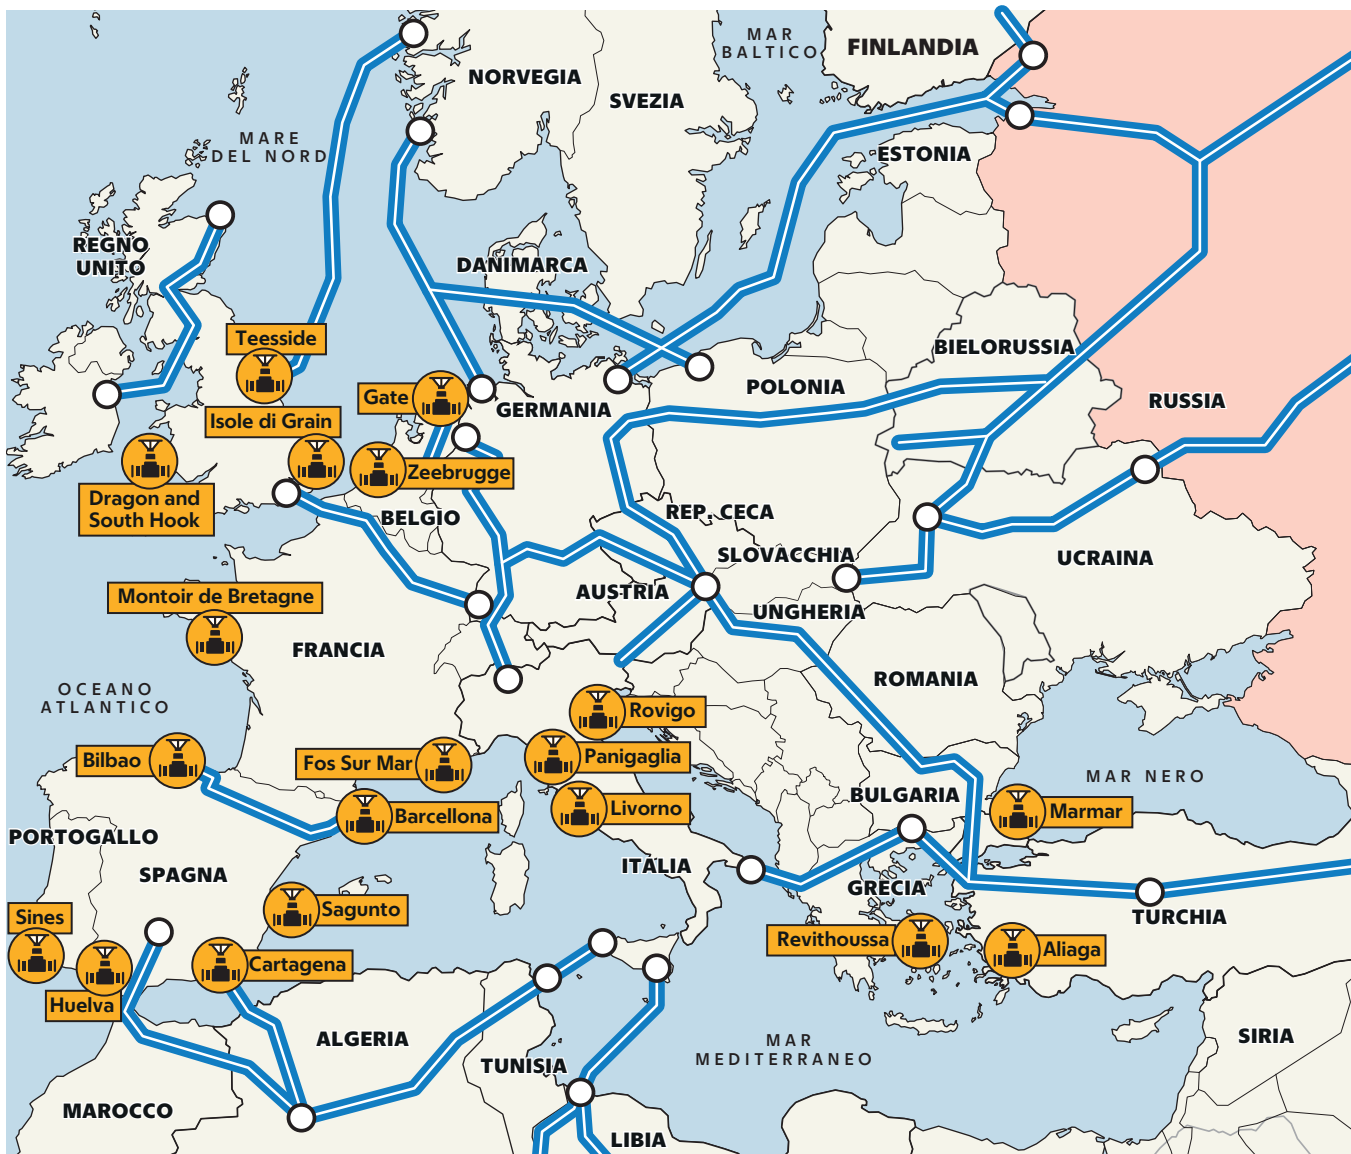 MAR
BALTICO
FINLANDIA
NORVEGIA
SVEZIA
MARE
DEL NORD
ESTONIA
REGNO
UNITO
DANIMARCA
Teesside
BIELORUSSIA
POLONIA
Gate
GERMANIA
RUSSIA
Isole di Grain
Zeebrugge
Dragon and
South Hook
BELGIO
REP. CECA
SLOVACCHIA
UCRAINA
AUSTRIA
Montoir de Bretagne
UNGHERIA
FRANCIA
ROMANIA
OCEANO
ATLANTICO
Rovigo
Bilbao
Fos Sur Mar
Panigaglia
MAR NERO
BULGARIA
Barcellona
Livorno
Marmar
PORTOGALLO
SPAGNA
ITALIA
GRECIA
Sagunto
Sines
TURCHIA
Revithoussa
Aliaga
Cartagena
Huelva
ALGERIA
SIRIA
MAR
MEDITERRANEO
TUNISIA
MAROCCO
LIBIA